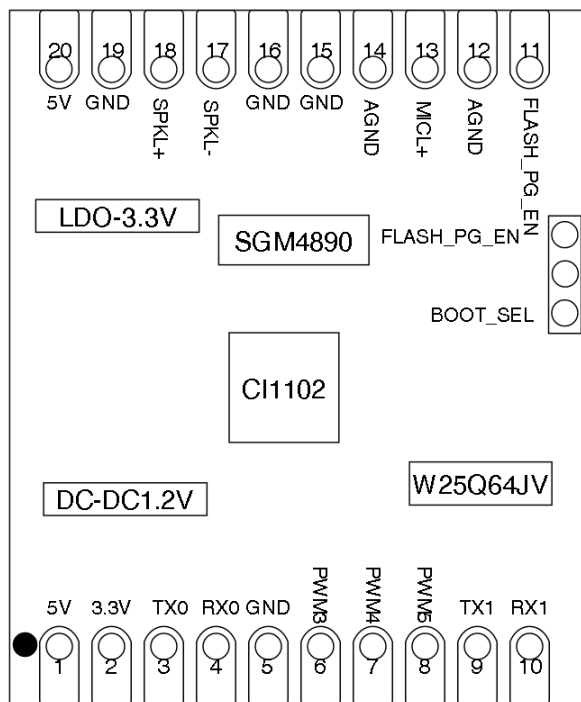 20 19 18 17 16 15 14 13 12 11
5V GND SPKL+ SPKL- GND GND AGND MICL+ AGND FLASH_PG_EN
LDO-3.3V
SGM4890
FLASH_PG_EN
BOOT_SEL
CI1102
DC-DC1.2V
W25Q64JV
5V 3.3V TX0 RX0 GND PWM3 PWM4 PWM5 TX1 RX1
1 2 3 4 5 6 7 8 9 10